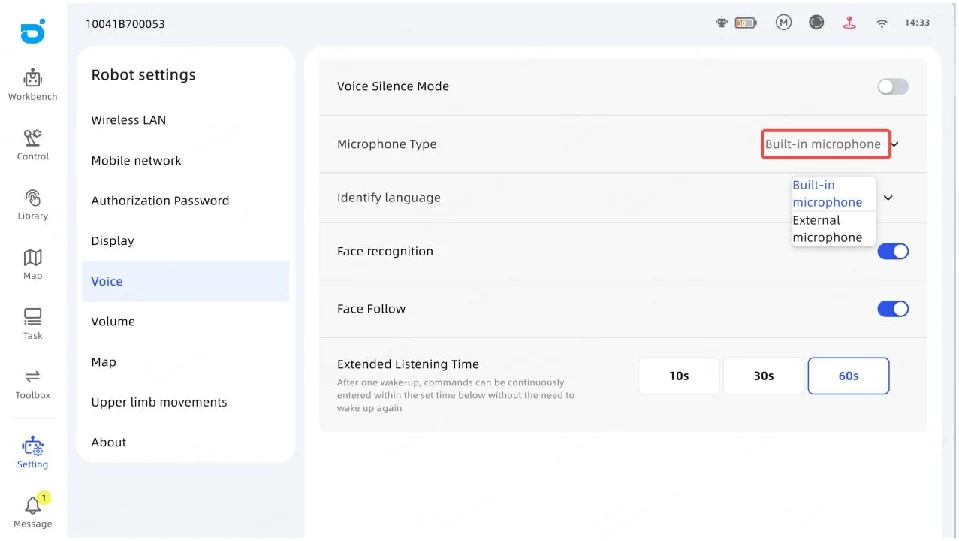 10041B700053
M
14:33
Workbench
Control
Library
Map
Task
Toolbox
Setting
1
Message
Robot settings
Wireless LAN
Mobile network
Authorization Password
Display
Voice
Volume
Map
Upper limb movements
About
Voice Silence Mode
Microphone Type
Built-in microphone
Built-in
microphone
External
microphone
Identify language
Face recognition
Face Follow
Extended Listening Time
After one wake-up, commands can be continuously
entered within the set time below without the need to
wake up again
10s
30s
60s